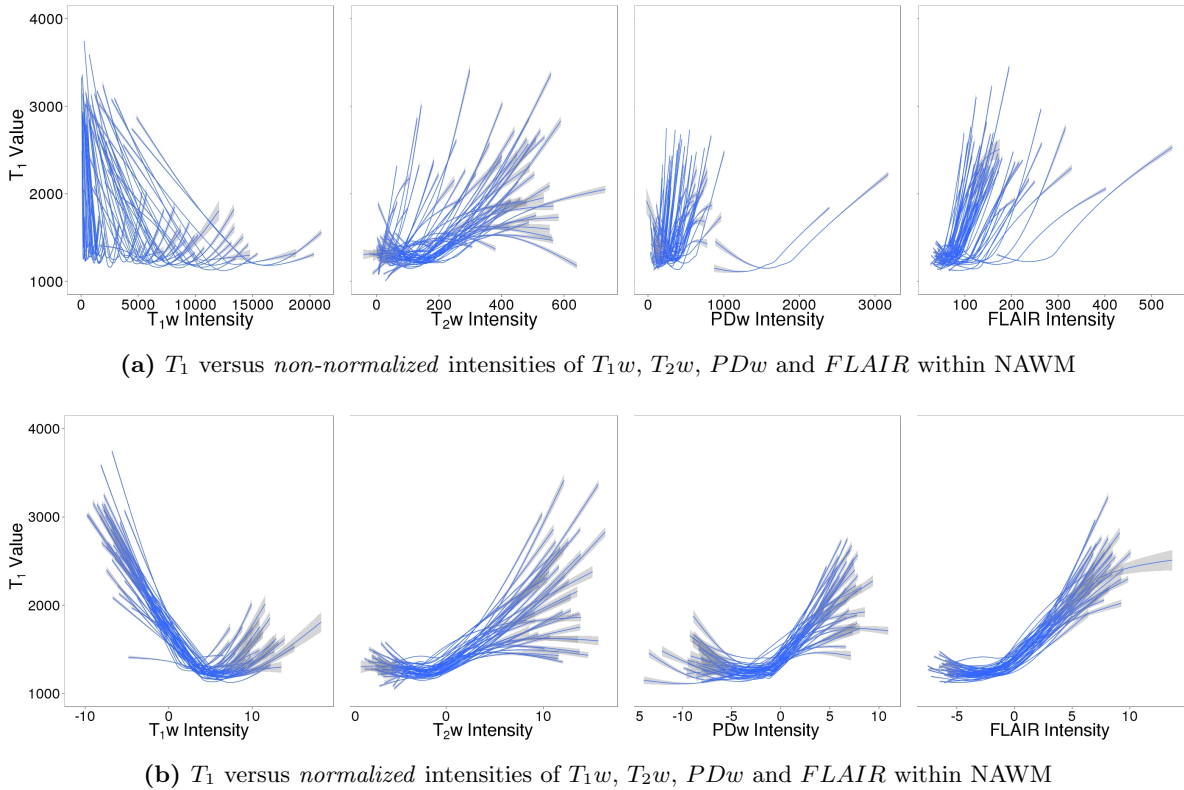 4000
3000
2000
1000
T₁ Value
0 5000 10000 15000 20000
0 200 400 600
0 1000 2000 3000
100 200 300 400 500
T₁w Intensity
T₂w Intensity
PDw Intensity
FLAIR Intensity
(a) T₁ versus non-normalized intensities of T₁w, T₂w, PDw and FLAIR within NAWM
4000
3000
2000
1000
T₁ Value
-10 0 10
0 0 10
5 -10 -5 0 5 10
-5 0 5 10
T₁w Intensity
T₂w Intensity
PDw Intensity
FLAIR Intensity
(b) T₁ versus normalized intensities of T₁w, T₂w, PDw and FLAIR within NAWM